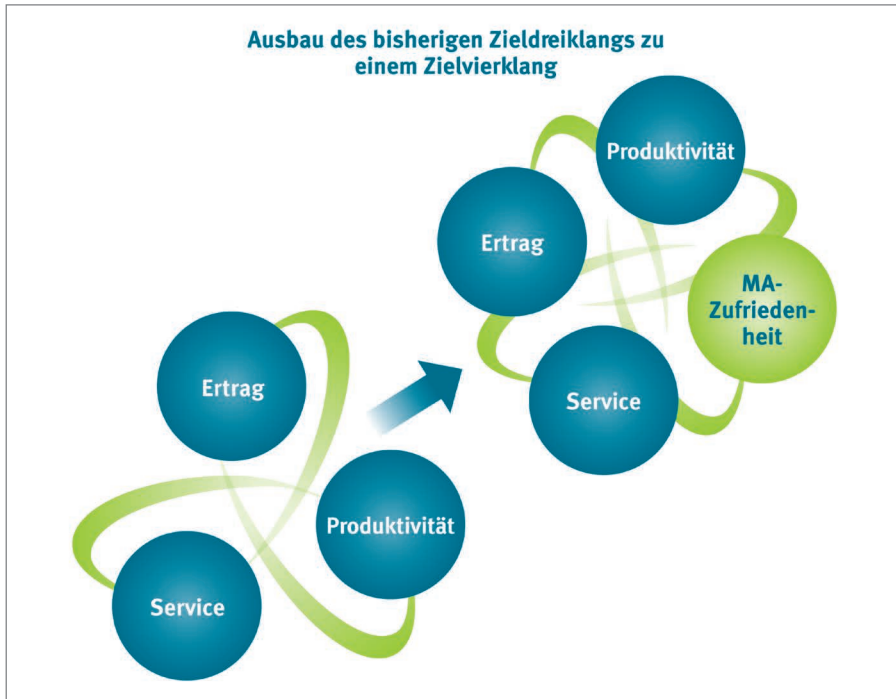 Ausbau des bisherigen Zieldreiklangs zu
einem Zielvierklang
Ertrag
Produktivität
Service
Produktivität
Ertrag
MA-
Zufrieden-
heit
Service